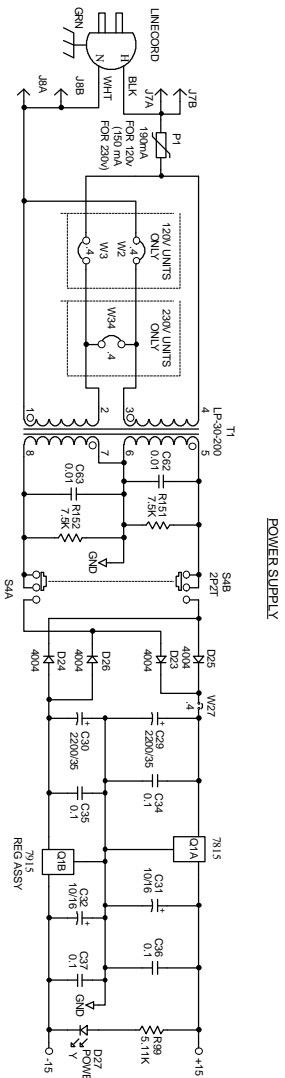 POWER SUPPLY
LINECORD
GRN
N
H
WHT
BLK
J8A
J8B
J7A
J7B
P1
190mA
FOR 120v
(150 mA
FOR 230v)
120V UNITS
ONLY
W2
.4
W3
.4
230V UNITS
ONLY
W34
.4
T1
LP-30-200
1
2
3
4
5
6
7
8
C62
0.01
R151
7.5K
C63
0.01
R152
7.5K
GND
S4B
2P2T
S4A
D25
4004
D23
4004
D26
4004
D24
4004
W27
.4
C29
2200/35
C30
2200/35
C34
0.1
C35
0.1
7815
Q1A
Q1B
7915
REG ASSY
C31
10/16
C32
10/16
C36
0.1
C37
0.1
GND
R99
5.11K
D27
POWE
Y
+15
-15